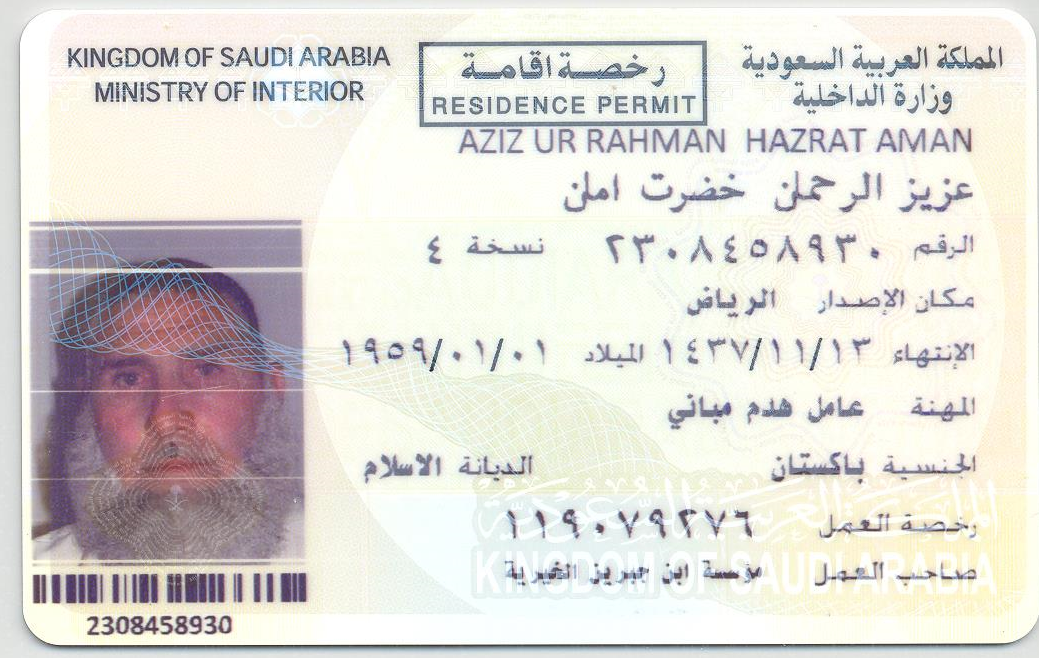 KINGDOM OF SAUDI ARABIA
MINISTRY OF INTERIOR
رخصة اقامة
RESIDENCE PERMIT
المملكة العربية السعودية
وزارة الداخلية
AZIZ UR RAHMAN HAZRAT AMAN
عزيز الرحمان خضرت امان
الرقم ٢٣٠٨٤٥٨٩٣٠ نسخة ٤
مكان الإصدار الرياض
الإنتهاء ١٤٣٧/١١/١٣ الميلاد ١٩٥٩/٠١/٠١
المهنة عامل هدم مباني
الجنسية باكستان الديانة الاسلام
رخصة العمل ١١٩٠٧٩٢٧٦
صاحب العمل مؤسسة ابن جبرين الخيرية
المملكة العربية السعودية
KINGDOM OF SAUDI ARABIA
2308458930